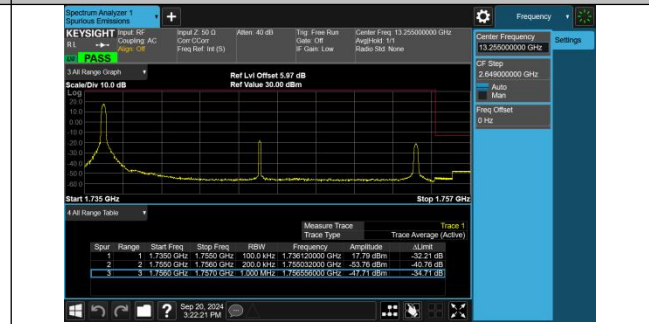 Spectrum Analyzer 1
Spurious Emissions
Frequency
KEYSIGHT
Input: RF
Coupling: AC
Align: Off
Input Z: 50 Ω
Corr CCorr
Freq Ref: Int (S)
Atten: 40 dB
Trig: Free Run
Gate: Off
IF Gain: Low
Center Freq: 13.255000000 GHz
Avg|Hold: 1/1
Radio Std: None
PASS
Center Frequency
13.255000000 GHz
Settings
CF Step
2.649000000 GHz
Auto
Man
Freq Offset
0 Hz
3 All Range Graph
Scale/Div 10.0 dB
Ref Lvl Offset 5.97 dB
Ref Value 30.00 dBm
Log
20.0
10.0
0.00
-10.0
-20.0
-30.0
-40.0
-50.0
-60.0
Start 1.735 GHz
Stop 1.757 GHz
4 All Range Table
Measure Trace Trace 1
Trace Type Trace Average (Active)
Spur Range Start Freq Stop Freq RBW Frequency Amplitude ΔLimit
1 1 1.7350 GHz 1.7550 GHz 100.0 kHz 1.736120000 GHz 17.79 dBm -32.21 dB
2 2 1.7550 GHz 1.7560 GHz 200.0 kHz 1.755032000 GHz -53.76 dBm -40.76 dB
3 3 1.7560 GHz 1.7570 GHz 1.000 MHz 1.756556000 GHz -47.71 dBm -34.71 dB
Sep 20, 2024
3:22:21 PM